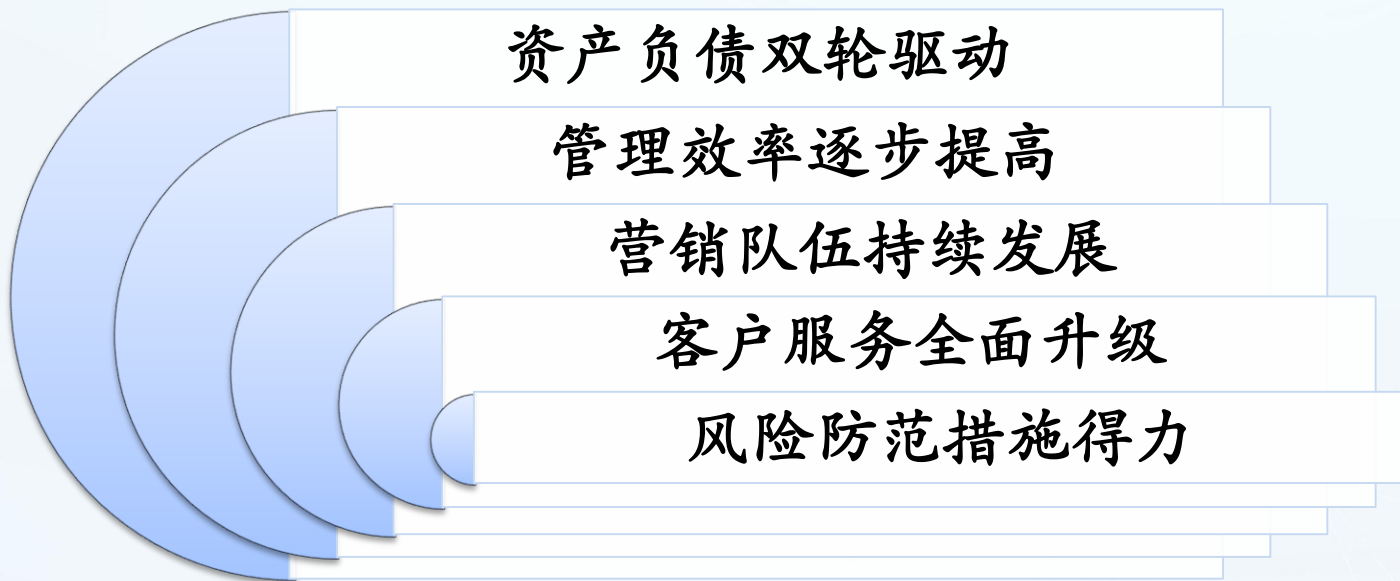 资产负债双轮驱动
管理效率逐步提高
营销队伍持续发展
客户服务全面升级
风险防范措施得力